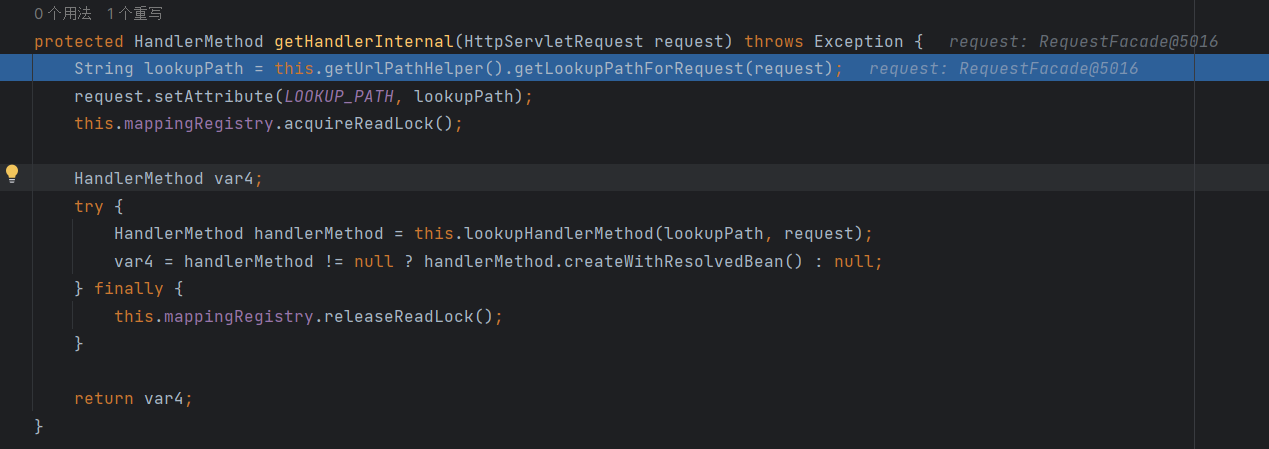 0 个用法 1 个重写
protected HandlerMethod getHandlerInternal(HttpServletRequest request) throws Exception { request: RequestFacade@5016
String lookupPath = this.getUrlPathHelper().getLookupPathForRequest(request); request: RequestFacade@5016
request.setAttribute(LOOKUP_PATH, lookupPath);
this.mappingRegistry.acquireReadLock();
HandlerMethod var4;
try {
HandlerMethod handlerMethod = this.lookupHandlerMethod(lookupPath, request);
var4 = handlerMethod != null ? handlerMethod.createWithResolvedBean() : null;
} finally {
this.mappingRegistry.releaseReadLock();
}
return var4;
}